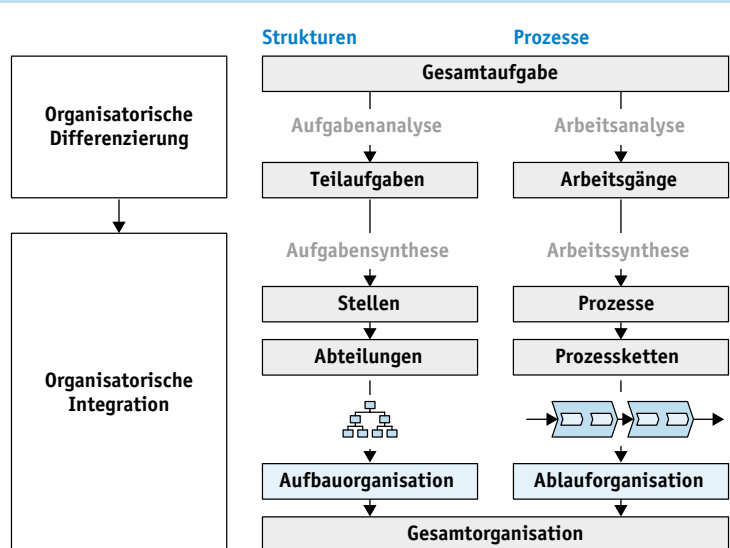 Strukturen
Prozesse
Gesamtaufgabe
Organisatorische
Differenzierung
Aufgabenanalyse
Arbeitsanalyse
Teilaufgaben
Arbeitsgänge
Aufgabensynthese
Arbeitssynthese
Stellen
Prozesse
Abteilungen
Prozessketten
Organisatorische
Integration
Aufbauorganisation
Ablauforganisation
Gesamtorganisation